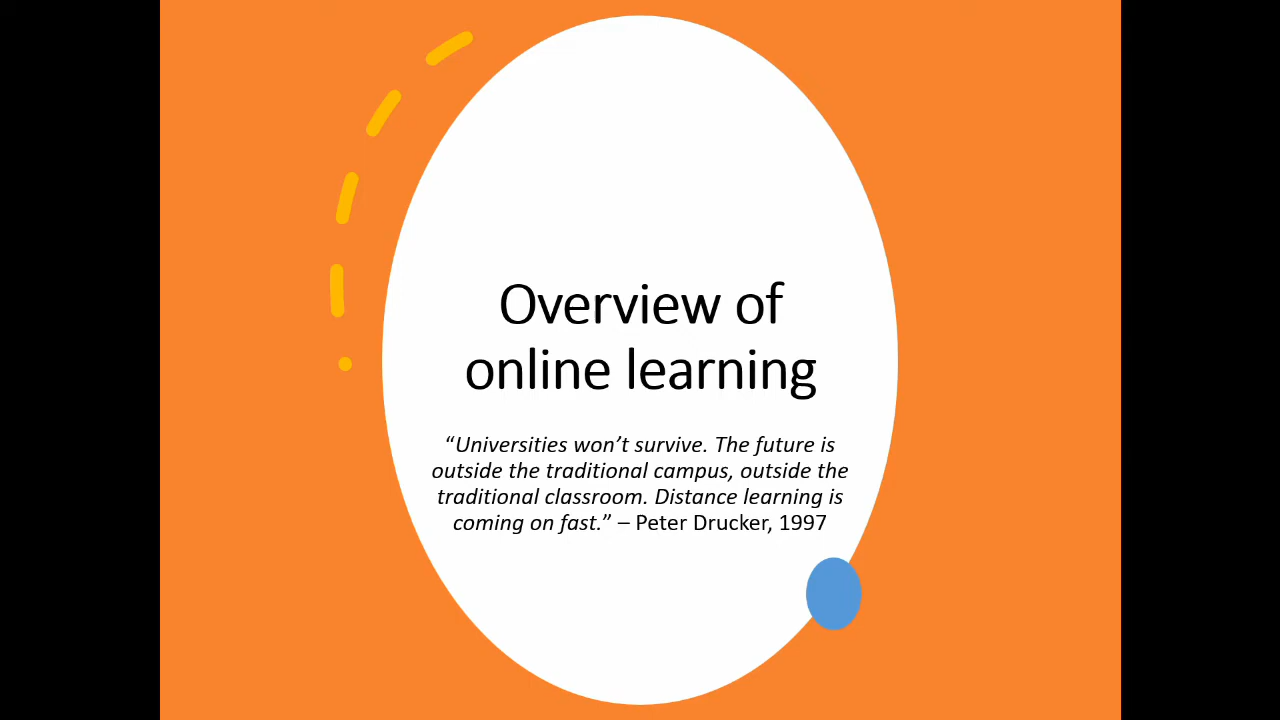 Overview of
online learning
“Universities won’t survive. The future is
outside the traditional campus, outside the
traditional classroom. Distance learning is
coming on fast.” – Peter Drucker, 1997